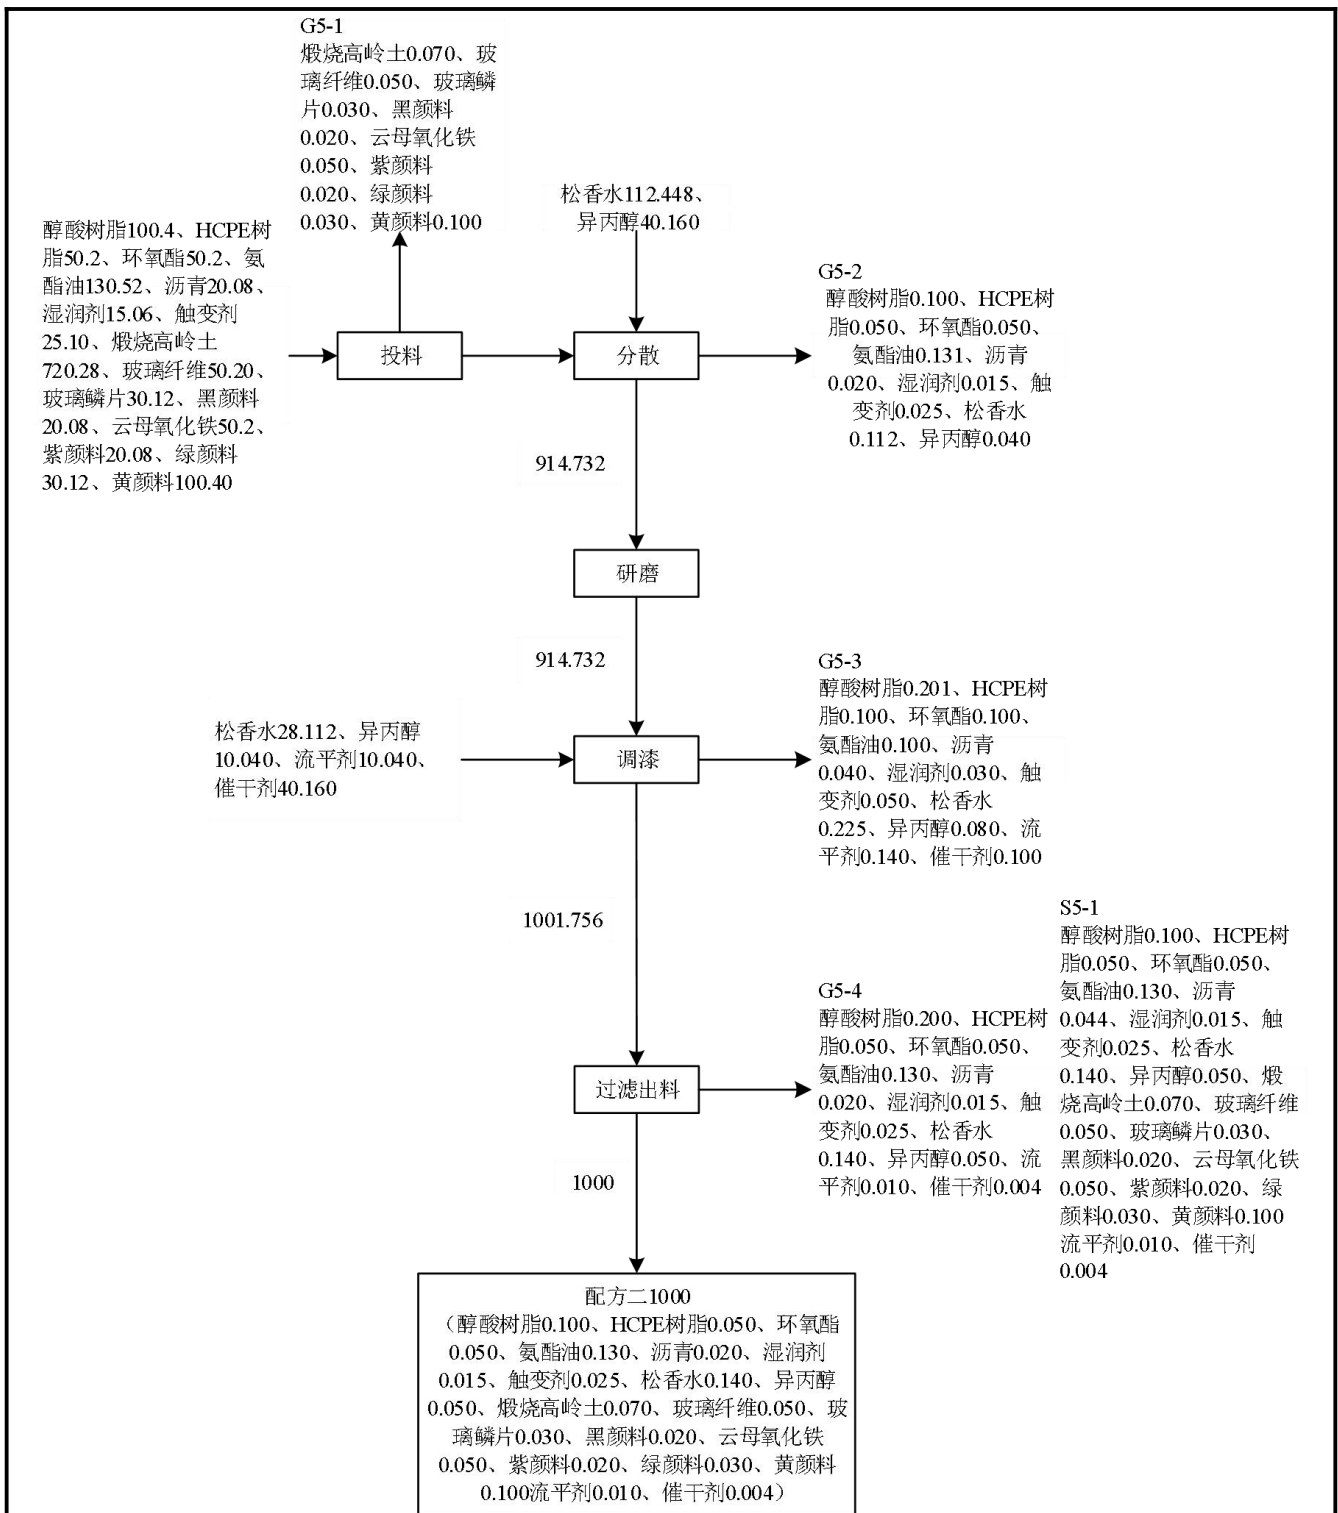 G5-1
煅烧高岭土0.070、玻
璃纤维0.050、玻璃鳞
片0.030、黑颜料
0.020、云母氧化铁
0.050、紫颜料
0.020、绿颜料
0.030、黄颜料0.100
松香水112.448、
异丙醇40.160
醇酸树脂100.4、HCPE树
脂50.2、环氧酯50.2、氨
酯油130.52、沥青20.08、
湿润剂15.06、触变剂
25.10、煅烧高岭土
720.28、玻璃纤维50.20、
玻璃鳞片30.12、黑颜料
20.08、云母氧化铁50.2、
紫颜料20.08、绿颜料
30.12、黄颜料100.40
投料
分散
G5-2
醇酸树脂0.100、HCPE树
脂0.050、环氧酯0.050、
氨酯油0.131、沥青
0.020、湿润剂0.015、触
变剂0.025、松香水
0.112、异丙醇0.040
914.732
研磨
914.732
松香水28.112、异丙醇
10.040、流平剂10.040、
催干剂40.160
调漆
G5-3
醇酸树脂0.201、HCPE树
脂0.100、环氧酯0.100、
氨酯油0.100、沥青
0.040、湿润剂0.030、触
变剂0.050、松香水
0.225、异丙醇0.080、流
平剂0.140、催干剂0.100
1001.756
过滤出料
G5-4
醇酸树脂0.200、HCPE树
脂0.050、环氧酯0.050、
氨酯油0.130、沥青
0.020、湿润剂0.015、触
变剂0.025、松香水
0.140、异丙醇0.050、流
平剂0.010、催干剂0.004
S5-1
醇酸树脂0.100、HCPE树
脂0.050、环氧酯0.050、
氨酯油0.130、沥青
0.044、湿润剂0.015、触
变剂0.025、松香水
0.140、异丙醇0.050、煅
烧高岭土0.070、玻璃纤维
0.050、玻璃鳞片0.030、
黑颜料0.020、云母氧化铁
0.050、紫颜料0.020、绿
颜料0.030、黄颜料0.100
流平剂0.010、催干剂
0.004
1000
配方二1000
（醇酸树脂0.100、HCPE树脂0.050、环氧酯
0.050、氨酯油0.130、沥青0.020、湿润剂
0.015、触变剂0.025、松香水0.140、异丙醇
0.050、煅烧高岭土0.070、玻璃纤维0.050、玻
璃鳞片0.030、黑颜料0.020、云母氧化铁
0.050、紫颜料0.020、绿颜料0.030、黄颜料
0.100流平剂0.010、催干剂0.004）